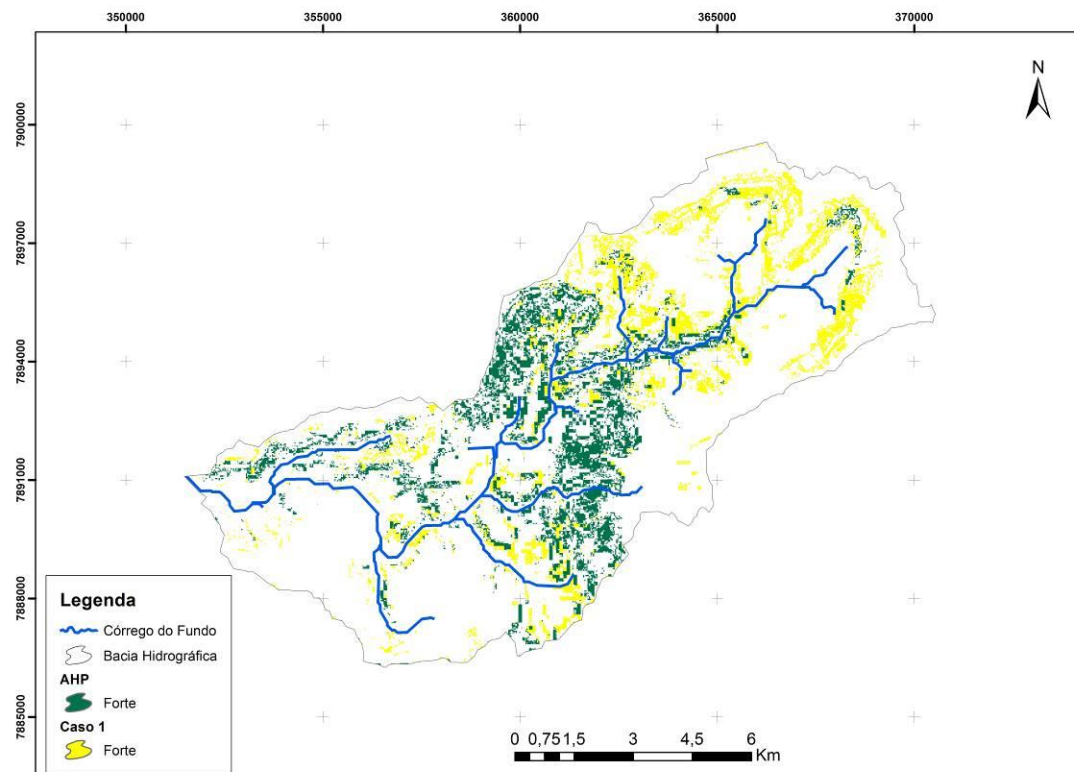 350000 355000 360000 365000 370000
N
7900000
7897000
7894000
7891000
7888000
7885000
Legenda
Córrego do Fundo
Bacia Hidrográfica
AHP
Forte
Caso 1
Forte
0 0,75 1,5 3 4,5 6
Km